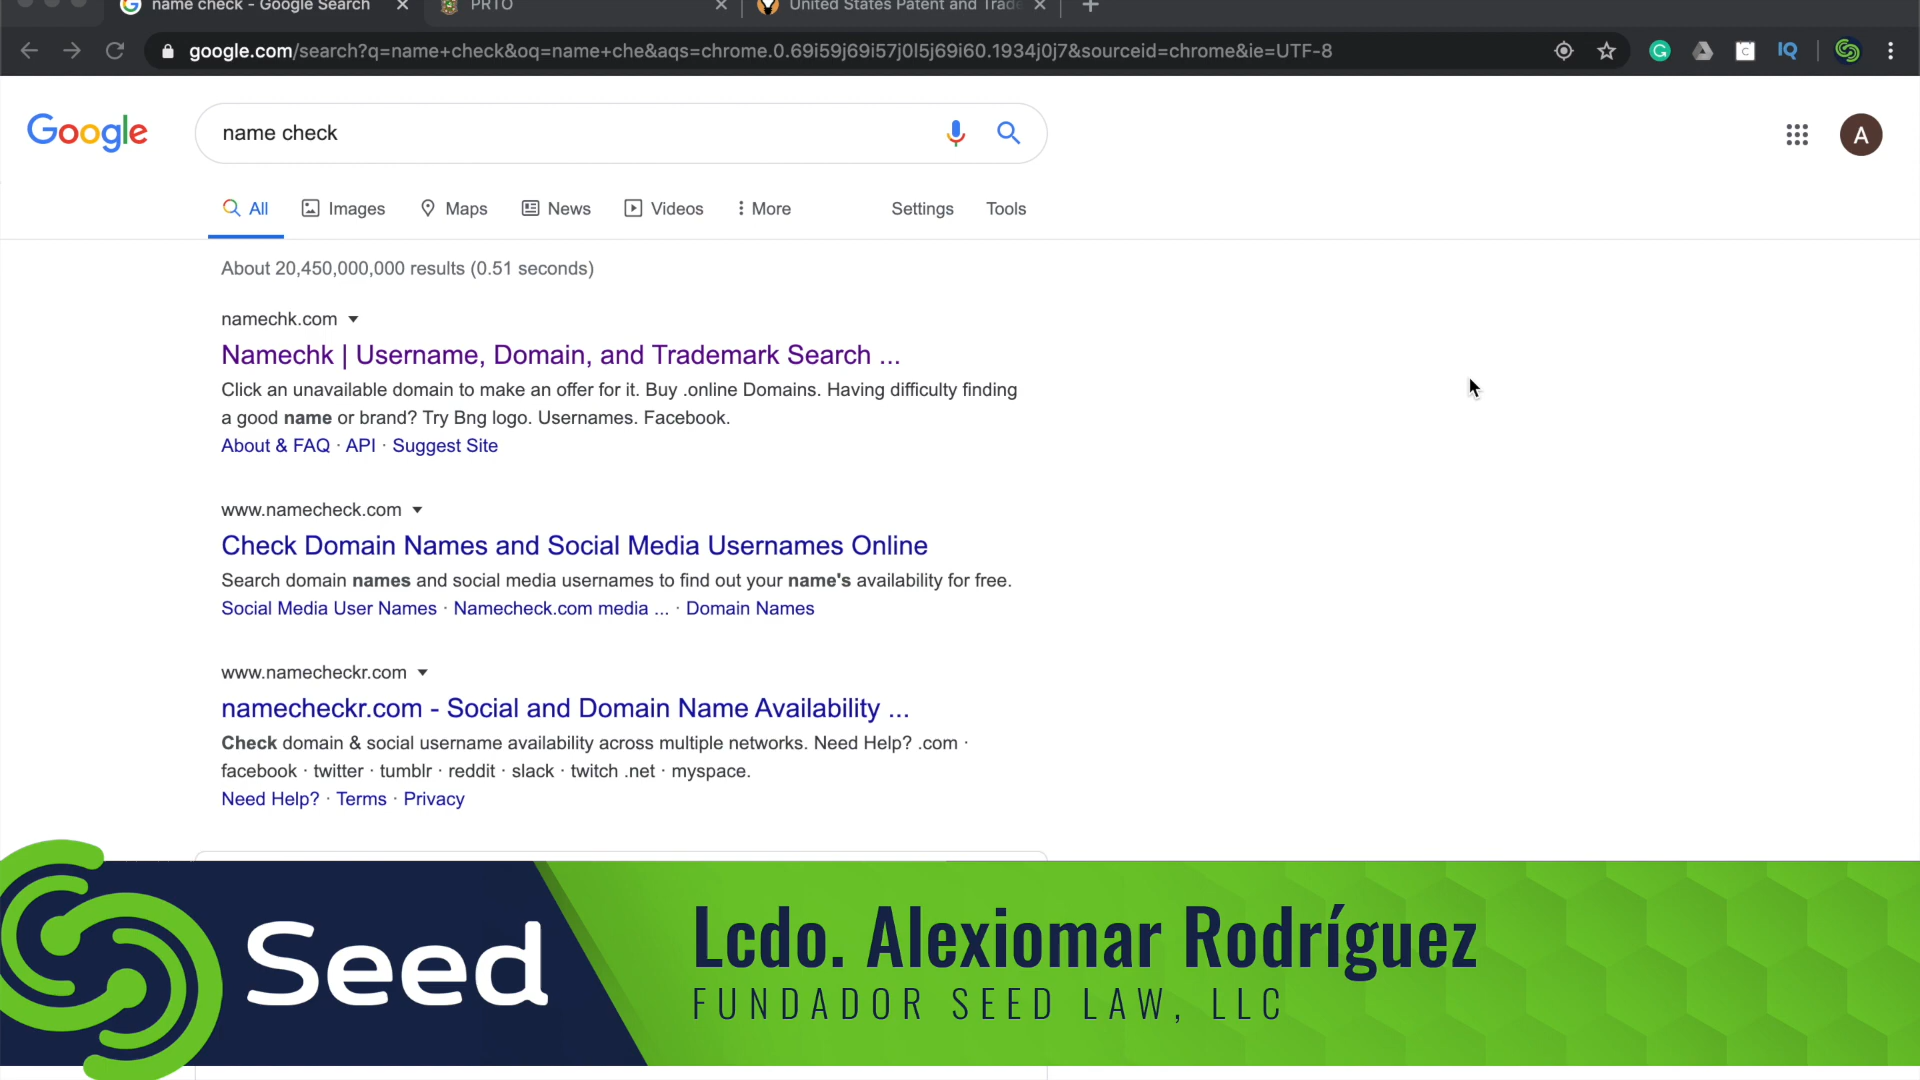 name check - Google Search
PRTO
United States Patent and Trade
google.com/search?q=name+check&oq=name+che&aqs=chrome.0.69i59j69i57j0l5j69i60.1934j0j7&sourceid=chrome&ie=UTF-8
G
C
IQ
Google
name check
A
All Images Maps News Videos More Settings Tools
About 20,450,000,000 results (0.51 seconds)
namechk.com
Namechk | Username, Domain, and Trademark Search ...
Click an unavailable domain to make an offer for it. Buy .online Domains. Having difficulty finding
a good name or brand? Try Bng logo. Usernames. Facebook.
About & FAQ · API · Suggest Site
www.namecheck.com
Check Domain Names and Social Media Usernames Online
Search domain names and social media usernames to find out your name's availability for free.
Social Media User Names · Namecheck.com media ... · Domain Names
www.namecheckr.com
namecheckr.com - Social and Domain Name Availability ...
Check domain & social username availability across multiple networks. Need Help? .com ·
facebook · twitter · tumblr · reddit · slack · twitch .net · myspace.
Need Help? · Terms · Privacy
Seed
Lcdo. Alexiomar Rodríguez
FUNDADOR SEED LAW, LLC